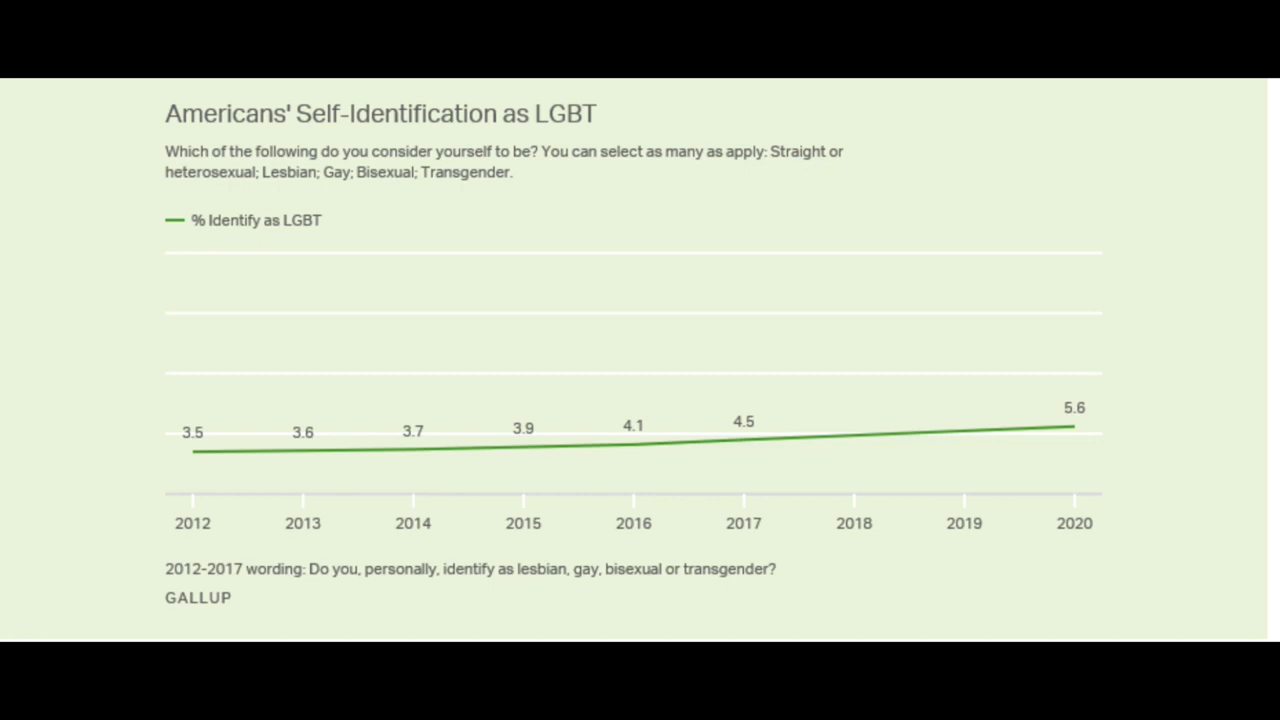 Americans' Self-Identification as LGBT
Which of the following do you consider yourself to be? You can select as many as apply: Straight or
heterosexual; Lesbian; Gay; Bisexual; Transgender.
% Identify as LGBT
3.5 3.6 3.7 3.9 4.1 4.5 5.6
2012 2013 2014 2015 2016 2017 2018 2019 2020
2012-2017 wording: Do you, personally, identify as lesbian, gay, bisexual or transgender?
GALLUP